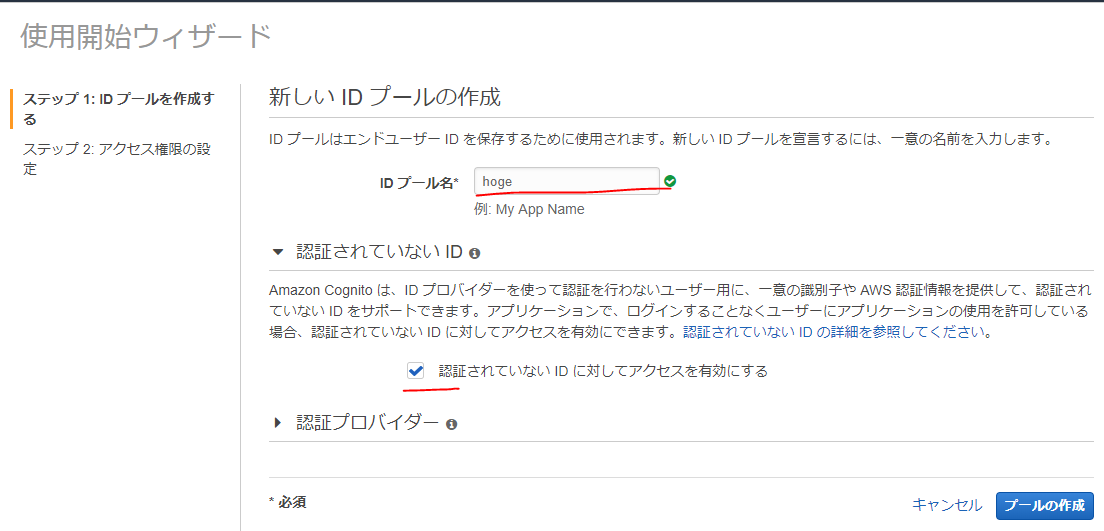 使用開始ウィザード
ステップ 1: ID プールを作成す
る
ステップ 2: アクセス権限の設
定
新しい ID プールの作成
ID プールはエンドユーザー ID を保存するために使用されます。新しい ID プールを宣言するには、一意の名前を入力します。
ID プール名*
hoge
例: My App Name
認証されていない ID
Amazon Cognito は、ID プロバイダーを使って認証を行わないユーザー用に、一意の識別子や AWS 認証情報を提供して、認証され
ていない ID をサポートできます。アプリケーションで、ログインすることなくユーザーにアプリケーションの使用を許可している
場合、認証されていない ID に対してアクセスを有効にできます。認証されていない ID の詳細を参照してください。
認証されていない ID に対してアクセスを有効にする
認証プロバイダー
* 必須
キャンセル
プールの作成